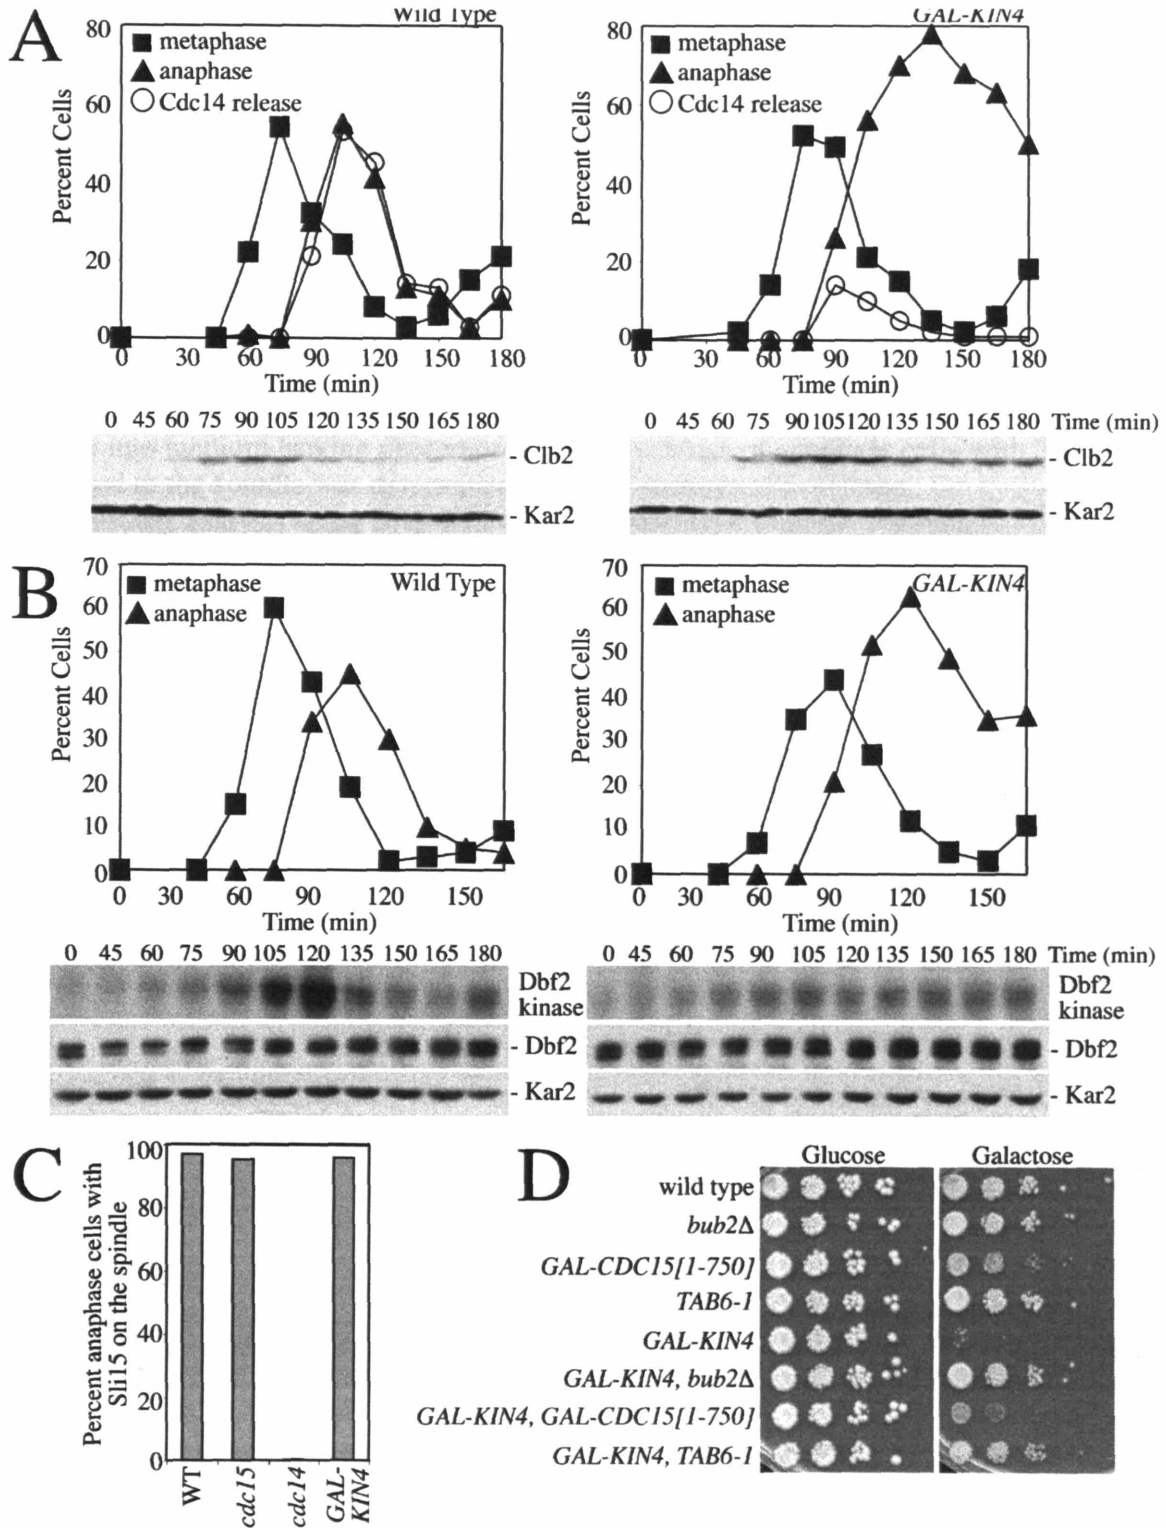 A
Wild Type
80
60
40
20
0
Percent Cells
metaphase
anaphase
Cdc14 release
0 30 60 90 120 150 180
Time (min)
GAL-KIN4
80
60
40
20
0
Percent Cells
metaphase
anaphase
Cdc14 release
0 30 60 90 120 150 180
Time (min)
0 45 60 75 90 105 120 135 150 165 180
- Clb2
- Kar2
0 45 60 75 90 105 120 135 150 165 180 Time (min)
- Clb2
- Kar2
B
Wild Type
70
60
50
40
30
20
10
0
Percent Cells
metaphase
anaphase
0 30 60 90 120 150
Time (min)
GAL-KIN4
70
60
50
40
30
20
10
0
Percent Cells
metaphase
anaphase
0 30 60 90 120 150
Time (min)
0 45 60 75 90 105 120 135 150 165 180
Dbf2
kinase
- Dbf2
- Kar2
0 45 60 75 90 105 120 135 150 165 180 Time (min)
Dbf2
kinase
- Dbf2
- Kar2
C
Percent anaphase cells with
Sli15 on the spindle
100
80
60
40
20
0
WT
cdc15
cdc14
GAL-
KIN4
D
Glucose Galactose
wild type
bub2Δ
GAL-CDC15[1-750]
TAB6-1
GAL-KIN4
GAL-KIN4, bub2Δ
GAL-KIN4, GAL-CDC15[1-750]
GAL-KIN4, TAB6-1